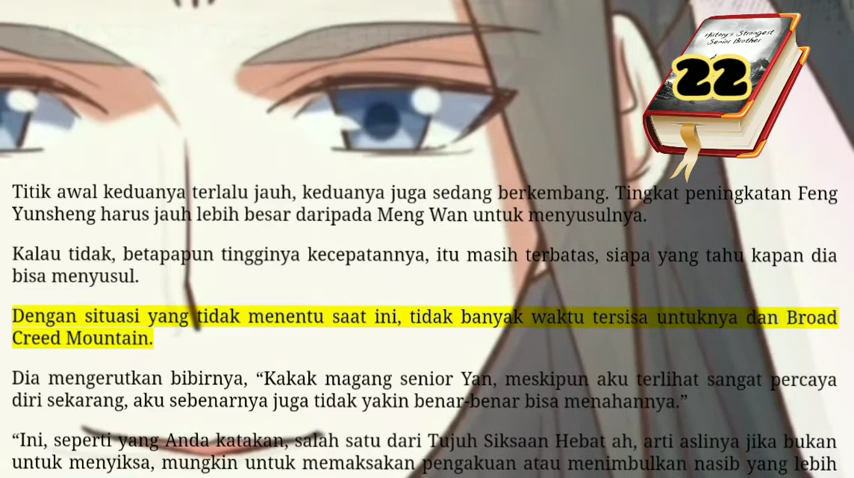 History's Strongest
Senior Brother
22
Titik awal keduanya terlalu jauh, keduanya juga sedang berkembang. Tingkat peningkatan Feng
Yunsheng harus jauh lebih besar daripada Meng Wan untuk menyusulnya.
Kalau tidak, betapapun tingginya kecepatannya, itu masih terbatas, siapa yang tahu kapan dia
bisa menyusul.
Dengan situasi yang tidak menentu saat ini, tidak banyak waktu tersisa untuknya dan Broad
Creed Mountain.
Dia mengerutkan bibirnya, “Kakak magang senior Yan, meskipun aku terlihat sangat percaya
diri sekarang, aku sebenarnya juga tidak yakin benar-benar bisa menahannya.”
“Ini, seperti yang Anda katakan, salah satu dari Tujuh Siksaan Hebat ah, arti aslinya jika bukan
untuk menyiksa, mungkin untuk memaksakan pengakuan atau menimbulkan nasib yang lebih